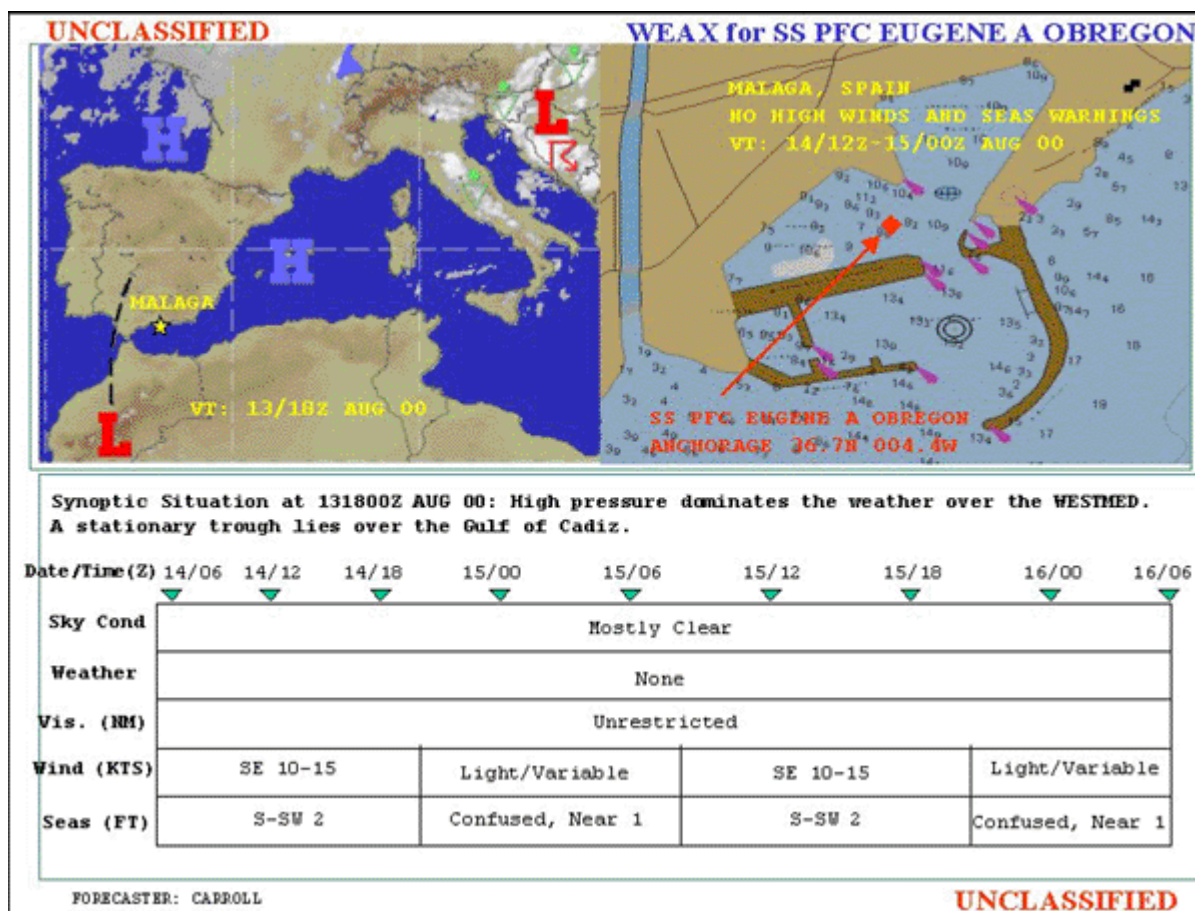 UNCLASSIFIED
WEAX for SS PFC EUGENE A OBREGON
H
L
H
MALAGA
VT: 13/18Z AUG 00
L
MALAGA, SPAIN
NO HIGH WINDS AND SEAS WARNINGS
VT: 14/12Z-15/00Z AUG 00
SS PFC EUGENE A OBREGON
ANCHORAGE 36.7N 004.4W
Synoptic Situation at 131800Z AUG 00: High pressure dominates the weather over the WESTMED.
A stationary trough lies over the Gulf of Cadiz.
Date/Time(Z) 14/06 14/12 14/18 15/00 15/06 15/12 15/18 16/00 16/06
Sky Cond Mostly Clear
Weather None
Vis. (NM) Unrestricted
Wind (KTS) SE 10-15 Light/Variable SE 10-15 Light/Variable
Seas (FT) S-SW 2 Confused, Near 1 S-SW 2 Confused, Near 1
FORECASTER: CARROLL
UNCLASSIFIED